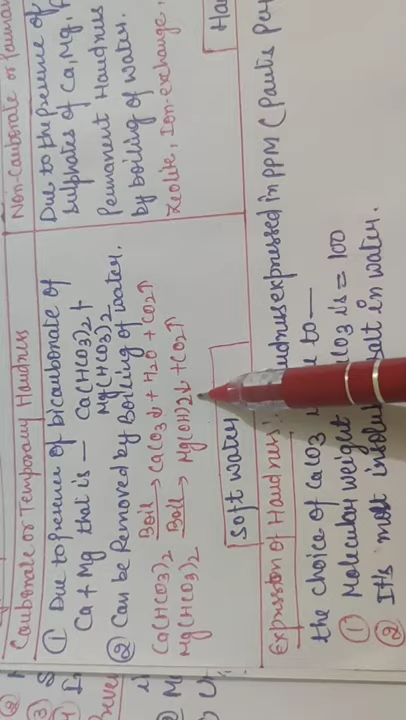 Carbonate or Temporary Hardness
① Due to presence of bicarbonate of
Ca + Mg that is — Ca(HCO3)2 +
Mg(HCO3)2
② Can be Removed by Boiling of water.
Ca(HCO3)2 Boil → CaCO3↓ + H2O + CO2↑
Mg(HCO3)2 Boil → Mg(OH)2↓ + CO2↑
Soft water
Non-Carbonate or
Due to the presence of
Sulphates of Ca, Mg,
Permanent Hardness
by boiling of water.
Zeolite, Ion-exchange,
Expression of Hardness: expressed in PPM (Parts Per
the choice of CaCO3 to —
① Molecular weight is = 100
② It's most in water.